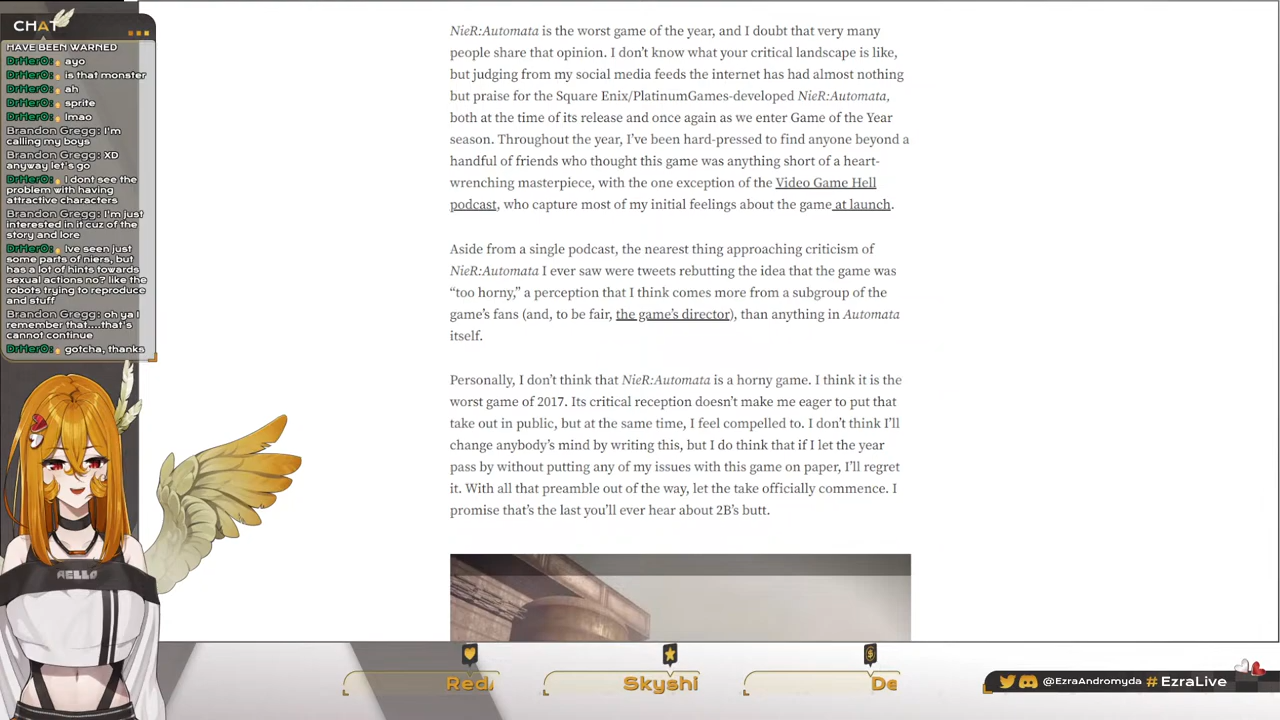 CHAT
HAVE BEEN WARNED
DrHerO: ayo
DrHerO: is that monster
DrHerO: ah
DrHerO: sprite
DrHerO: lmao
Brandon Gregg: I'm
calling my boys
Brandon Gregg: XD
anyway let's go
DrHerO: I dont see the
problem with having
attractive characters
Brandon Gregg: I'm just
interested in it cuz of the
story and lore
DrHerO: Ive seen just
some parts of niers, but
has a lot of hints towards
sexual actions no? like the
robots trying to reproduce
and stuff
Brandon Gregg: oh ya I
remember that....that's
cannot continue
DrHerO: gotcha, thanks
NieR:Automata is the worst game of the year, and I doubt that very many
people share that opinion. I don't know what your critical landscape is like,
but judging from my social media feeds the internet has had almost nothing
but praise for the Square Enix/PlatinumGames-developed NieR:Automata,
both at the time of its release and once again as we enter Game of the Year
season. Throughout the year, I've been hard-pressed to find anyone beyond a
handful of friends who thought this game was anything short of a heart-
wrenching masterpiece, with the one exception of the Video Game Hell
podcast, who capture most of my initial feelings about the game at launch.
Aside from a single podcast, the nearest thing approaching criticism of
NieR:Automata I ever saw were tweets rebutting the idea that the game was
“too horny,” a perception that I think comes more from a subgroup of the
game's fans (and, to be fair, the game's director), than anything in Automata
itself.
Personally, I don't think that NieR:Automata is a horny game. I think it is the
worst game of 2017. Its critical reception doesn't make me eager to put that
take out in public, but at the same time, I feel compelled to. I don't think I'll
change anybody's mind by writing this, but I do think that if I let the year
pass by without putting any of my issues with this game on paper, I'll regret
it. With all that preamble out of the way, let the take officially commence. I
promise that's the last you'll ever hear about 2B's butt.
HELLO
Red
Skyshi
De
@EzraAndromyda # EzraLive